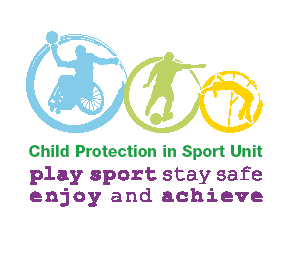 Child Protection in Sport Unit
play sport stay safe
enjoy and achieve